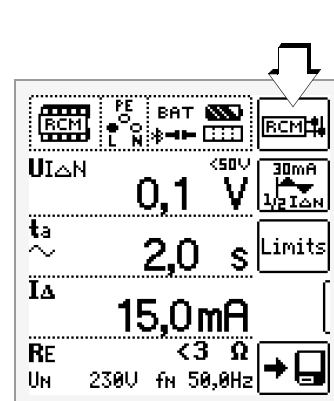 RCM PE BAT RCM
L N
UI∆N <50V 30mA
0,1 V 1/2I∆N
ta 2,0 s Limits
I∆
15,0mA
RE <3 Ω
UN 230V fN 50,0Hz